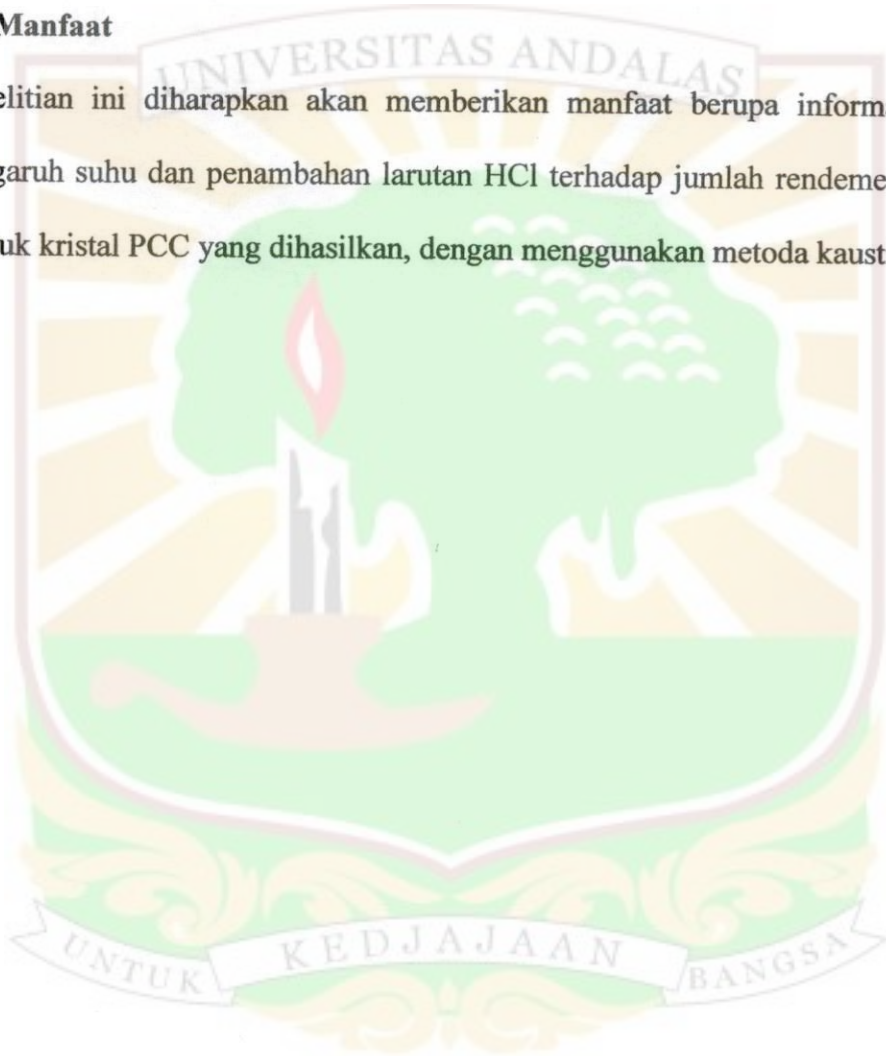 Manfaat
UNIVERSITAS ANDALAS
elitian ini diharapkan akan memberikan manfaat berupa inform
garuh suhu dan penambahan larutan HCl terhadap jumlah rendeme
uk kristal PCC yang dihasilkan, dengan menggunakan metoda kaust
UNTUK KEDJAJAAN BANGSA